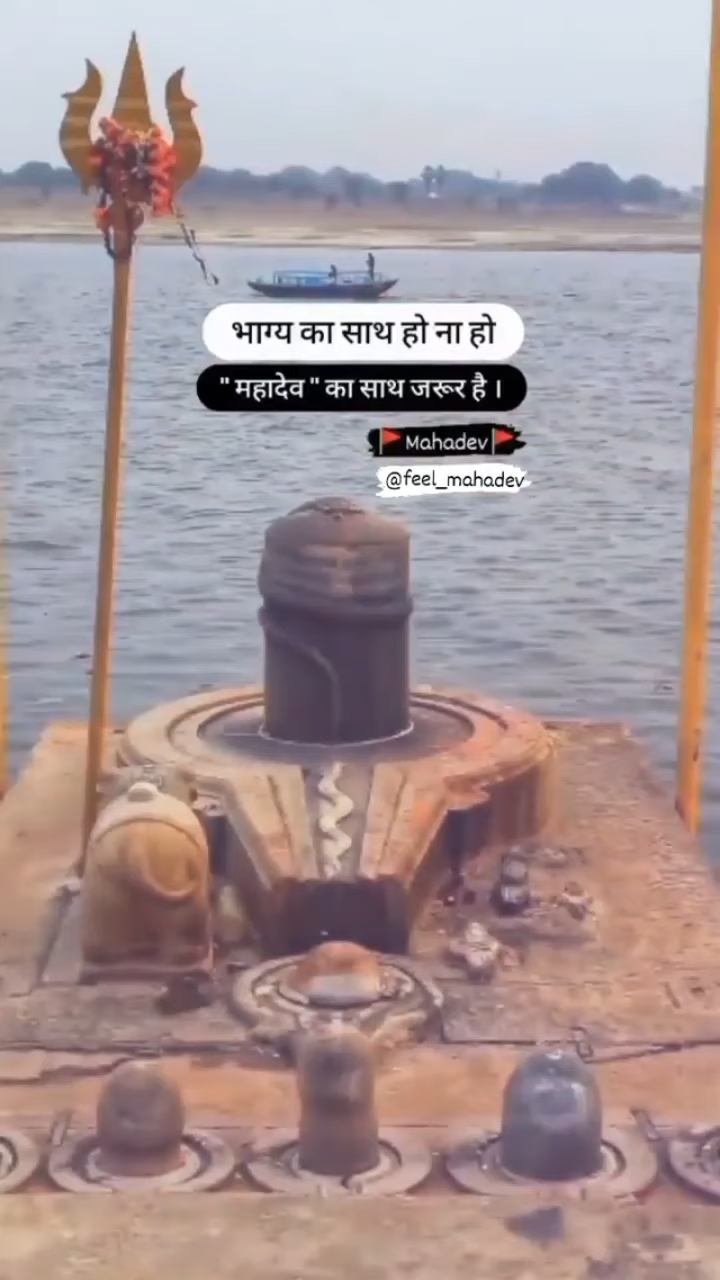 भाग्य का साथ हो ना हो
" महादेव " का साथ जरूर है ।
🚩Mahadev🚩
@feel_mahadev